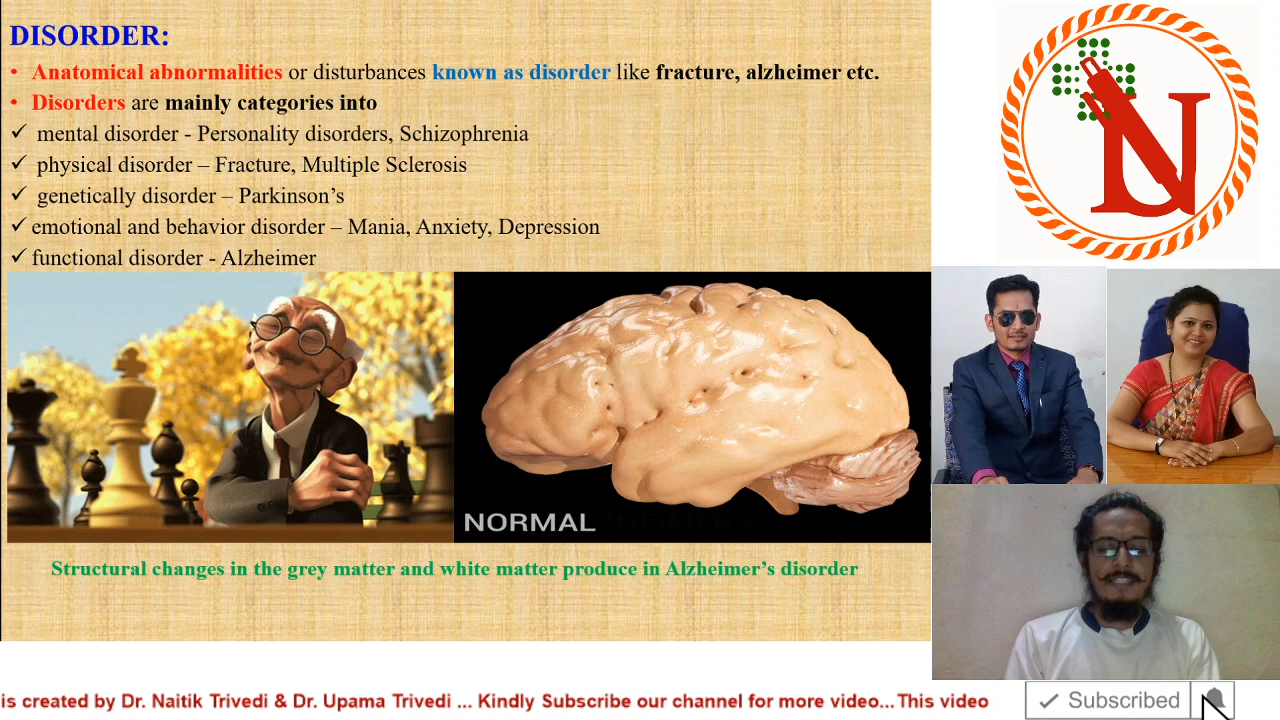 DISORDER:
• Anatomical abnormalities or disturbances known as disorder like fracture, alzheimer etc.
• Disorders are mainly categories into
✓ mental disorder - Personality disorders, Schizophrenia
✓ physical disorder – Fracture, Multiple Sclerosis
✓ genetically disorder – Parkinson's
✓ emotional and behavior disorder – Mania, Anxiety, Depression
✓ functional disorder - Alzheimer
NORMAL
Structural changes in the grey matter and white matter produce in Alzheimer's disorder
is created by Dr. Naitik Trivedi & Dr. Upama Trivedi ... Kindly Subscribe our channel for more video... This video
✓ Subscribed